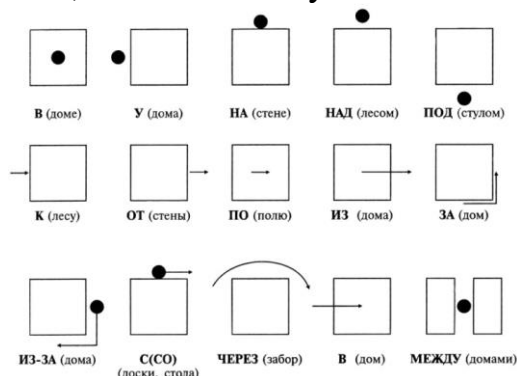 В (доме) У (дома) НА (стене) НАД (лесом) ПОД (стулом)
К (лесу) ОТ (стены) ПО (полю) ИЗ (дома) ЗА (дом)
ИЗ-ЗА (дома) С(СО) ЧЕРЕЗ (забор) В (дом) МЕЖДУ (домами)
(доски, стола)